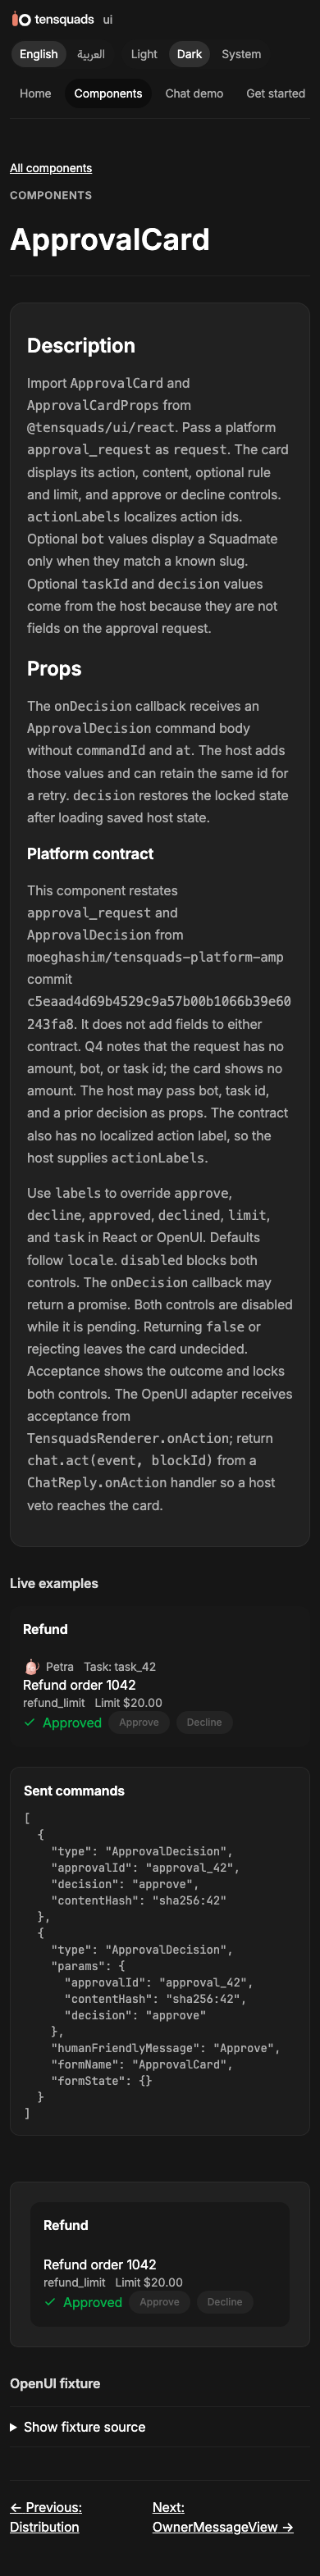 tensquads ui
English العربية Light Dark System
Home Components Chat demo Get started
All components
COMPONENTS
ApprovalCard
Description
Import ApprovalCard and
ApprovalCardProps from
@tensquads/ui/react. Pass a platform
approval_request as request. The card
displays its action, content, optional rule
and limit, and approve or decline controls.
actionLabels localizes action ids.
Optional bot values display a Squadmate
only when they match a known slug.
Optional taskId and decision values
come from the host because they are not
fields on the approval request.
Props
The onDecision callback receives an
ApprovalDecision command body
without commandId and at. The host adds
those values and can retain the same id for
a retry. decision restores the locked state
after loading saved host state.
Platform contract
This component restates
approval_request and
ApprovalDecision from
moeghashim/tensquads-platform-amp
commit
c5eaad4d69b4529c9a57b00b1066b39e60
243fa8. It does not add fields to either
contract. Q4 notes that the request has no
amount, bot, or task id; the card shows no
amount. The host may pass bot, task id,
and a prior decision as props. The contract
also has no localized action label, so the
host supplies actionLabels.
Use labels to override approve,
decline, approved, declined, limit,
and task in React or OpenUI. Defaults
follow locale. disabled blocks both
controls. The onDecision callback may
return a promise. Both controls are disabled
while it is pending. Returning false or
rejecting leaves the card undecided.
Acceptance shows the outcome and locks
both controls. The OpenUI adapter receives
acceptance from
TensquadsRenderer.onAction; return
chat.act(event, blockId) from a
ChatReply.onAction handler so a host
veto reaches the card.
Live examples
Refund
Petra Task: task_42
Refund order 1042
refund_limit Limit $20.00
✓ Approved Approve Decline
Sent commands
[
  {
    "type": "ApprovalDecision",
    "approvalId": "approval_42",
    "decision": "approve",
    "contentHash": "sha256:42"
  },
  {
    "type": "ApprovalDecision",
    "params": {
      "approvalId": "approval_42",
      "contentHash": "sha256:42",
      "decision": "approve"
    },
    "humanFriendlyMessage": "Approve",
    "formName": "ApprovalCard",
    "formState": {}
  }
]
Refund
Refund order 1042
refund_limit Limit $20.00
✓ Approved Approve Decline
OpenUI fixture
▶ Show fixture source
← Previous: Next:
Distribution OwnerMessageView →